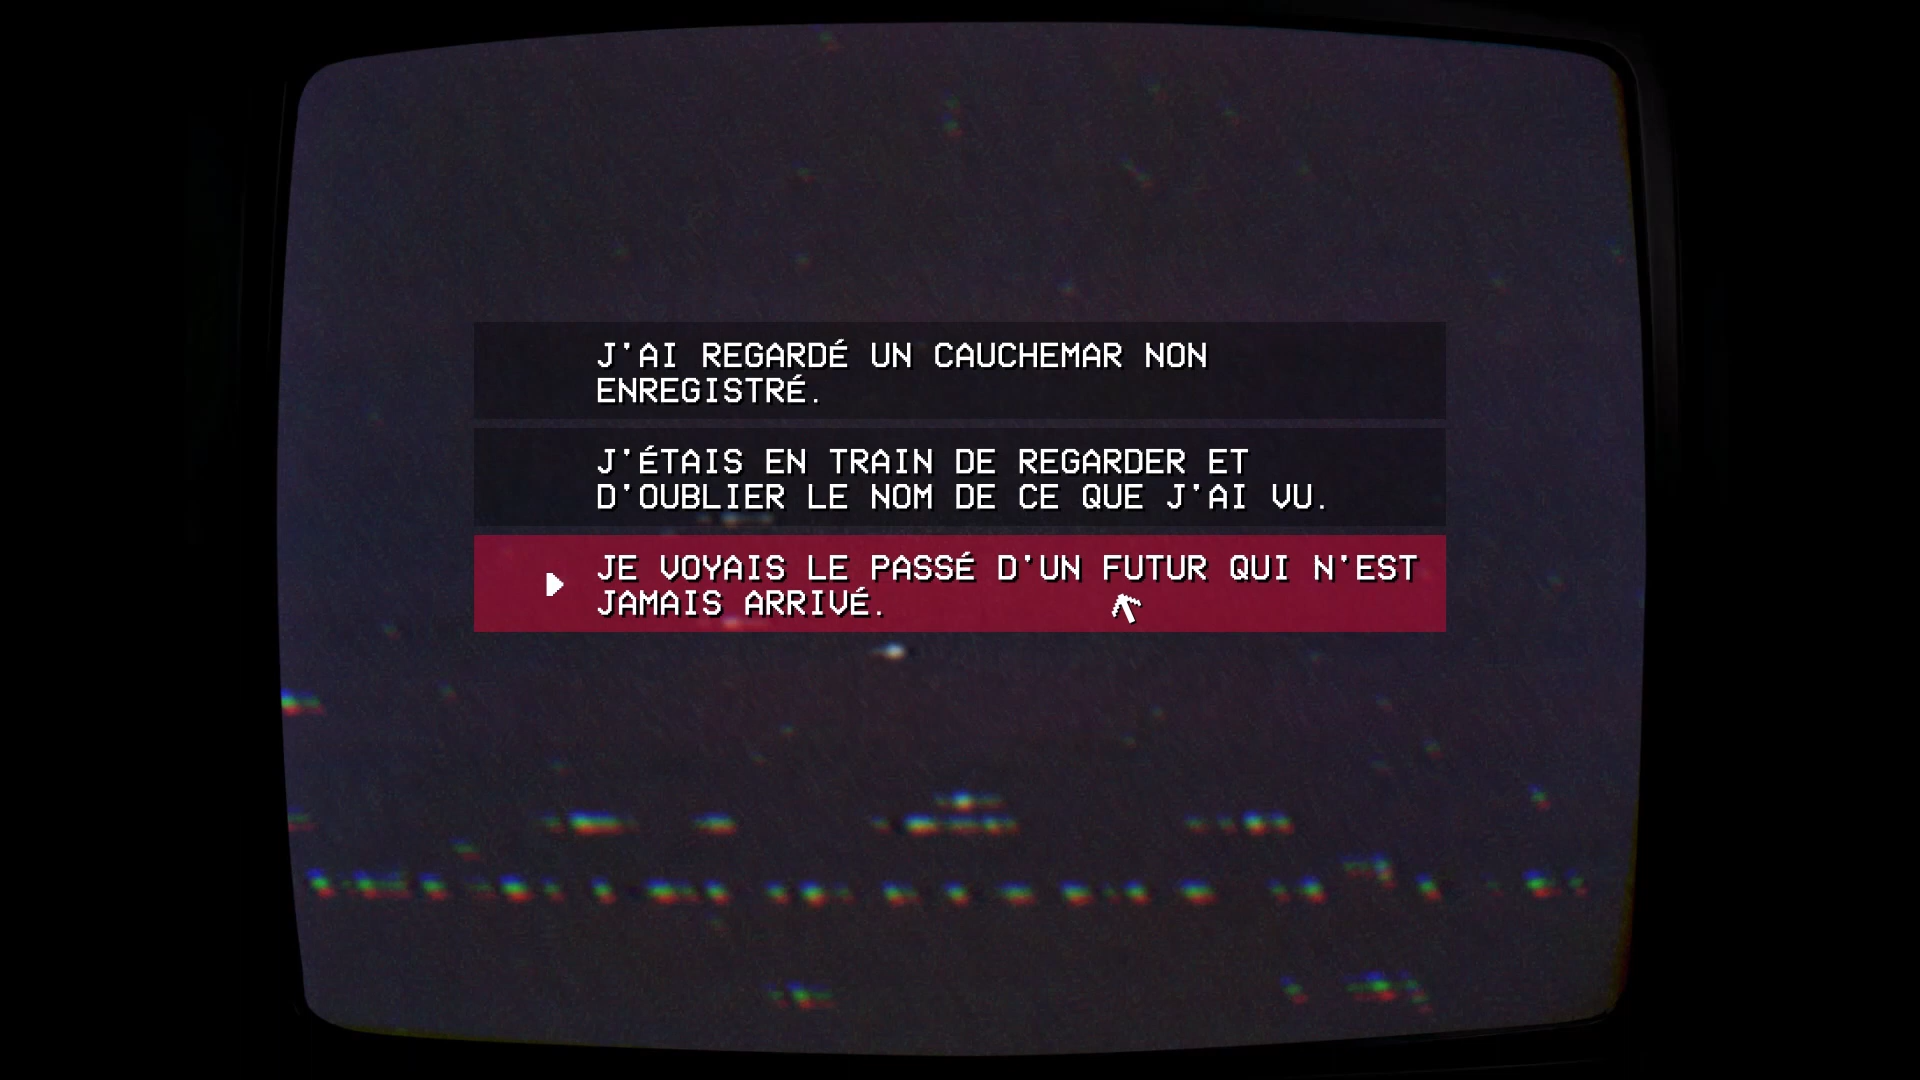 J'AI REGARDÉ UN CAUCHEMAR NON
ENREGISTRÉ.
J'ÉTAIS EN TRAIN DE REGARDER ET
D'OUBLIER LE NOM DE CE QUE J'AI VU.
JE VOYAIS LE PASSÉ D'UN FUTUR QUI N'EST
JAMAIS ARRIVÉ.